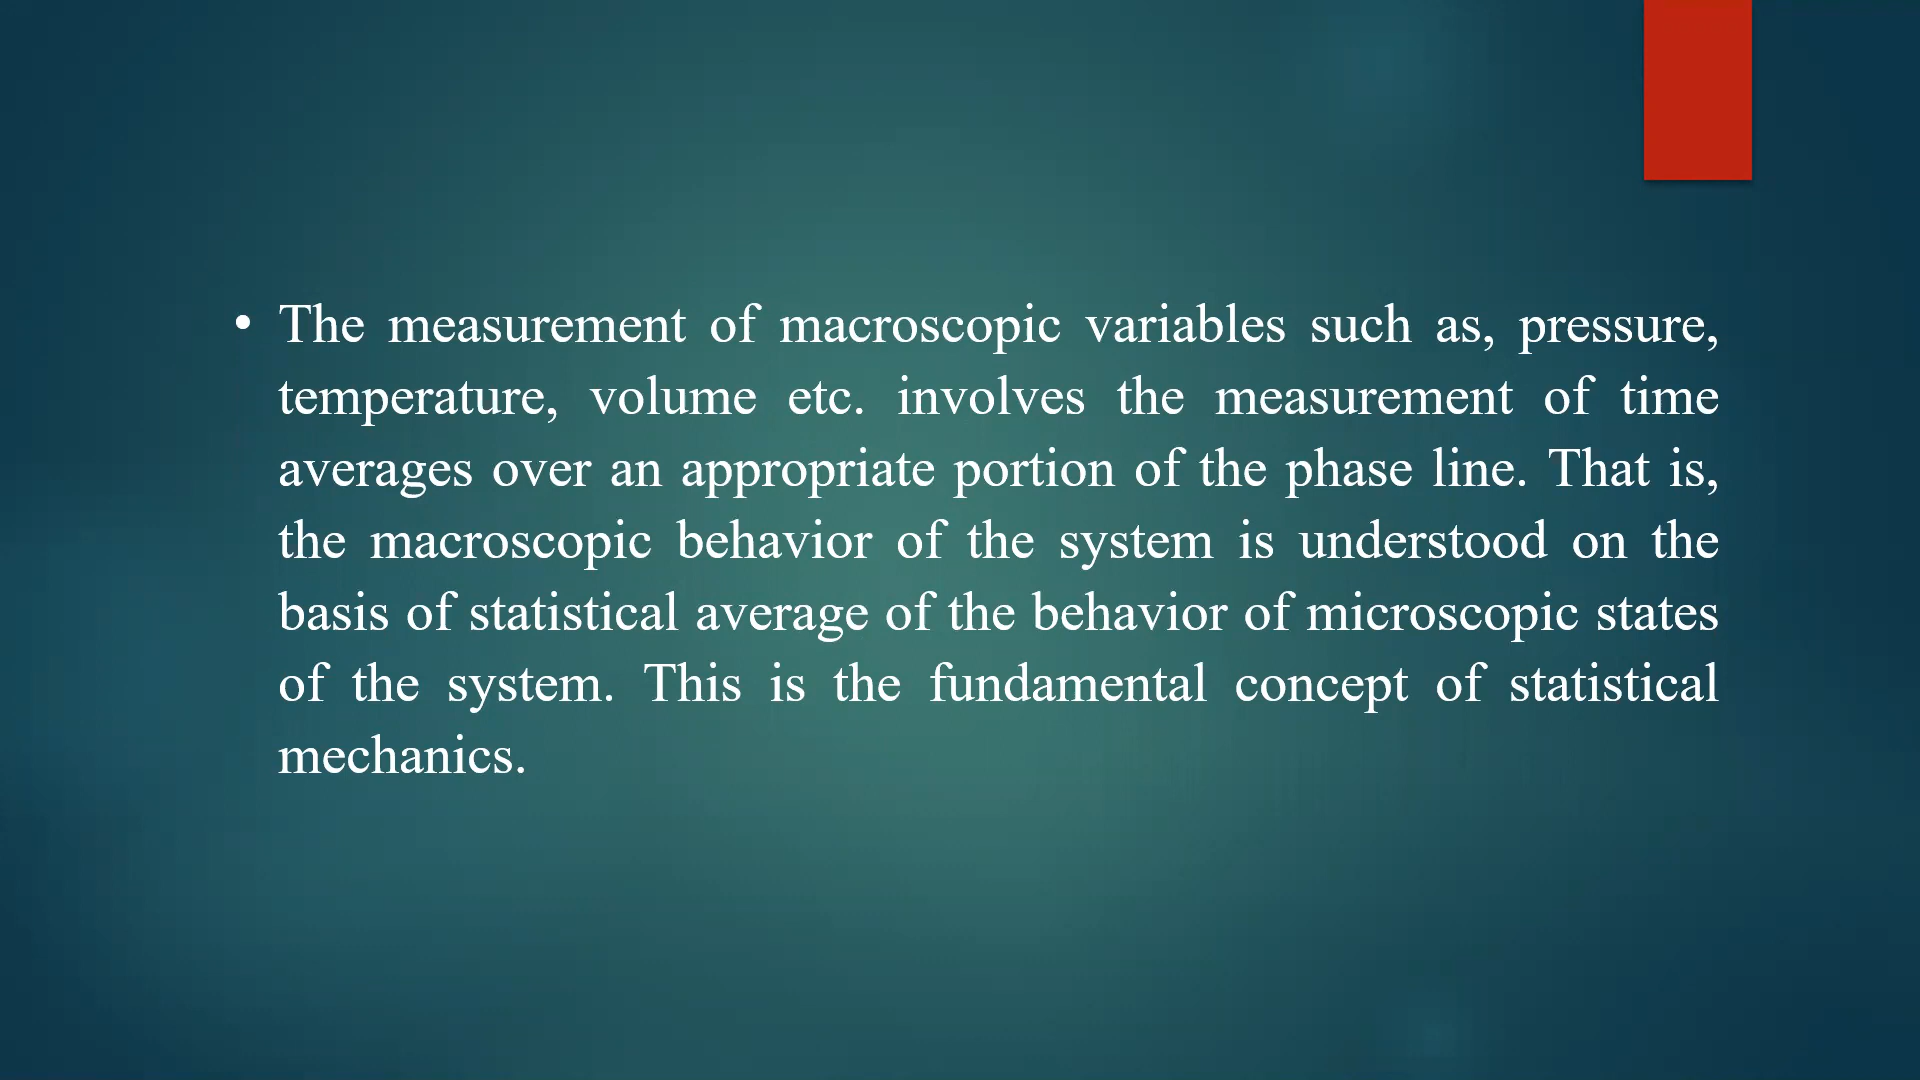 • The measurement of macroscopic variables such as, pressure,
temperature, volume etc. involves the measurement of time
averages over an appropriate portion of the phase line. That is,
the macroscopic behavior of the system is understood on the
basis of statistical average of the behavior of microscopic states
of the system. This is the fundamental concept of statistical
mechanics.